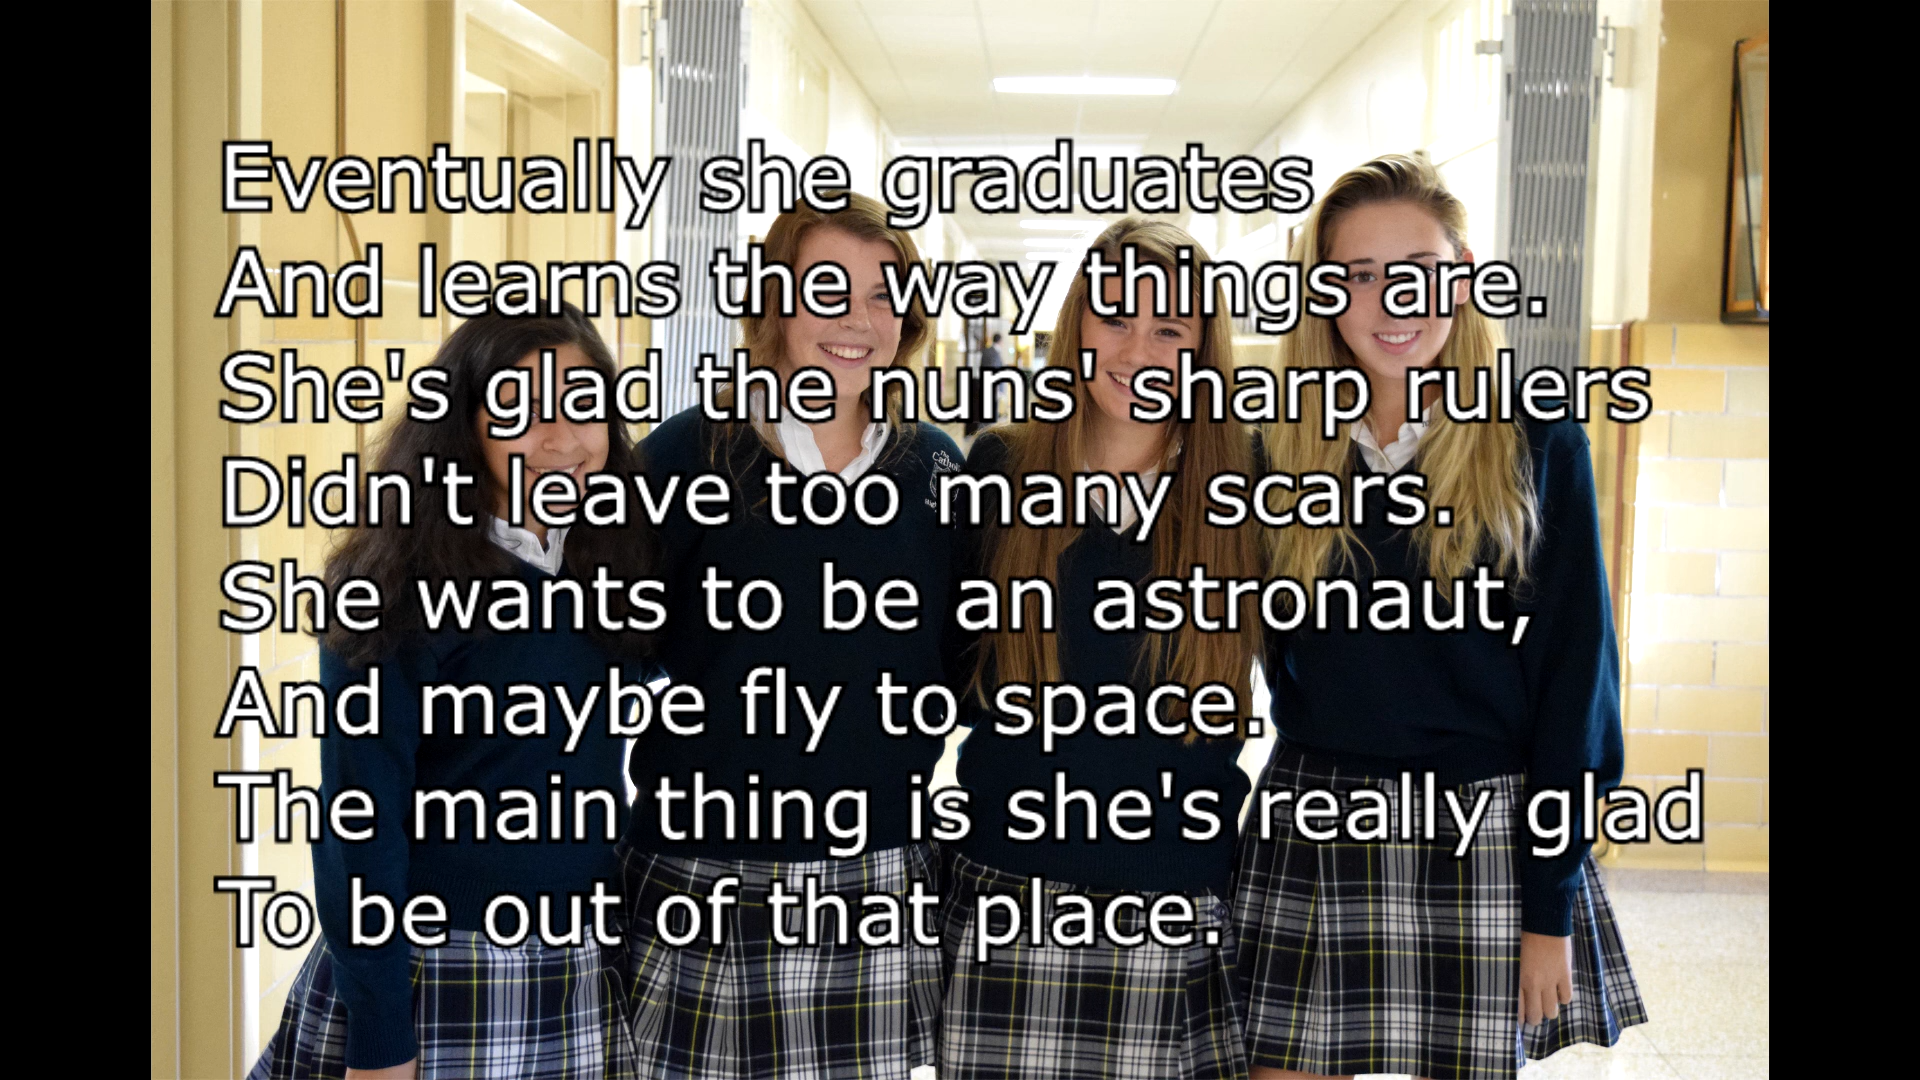 Eventually she graduates
And learns the way things are.
She's glad the nuns' sharp rulers
Didn't leave too many scars.
She wants to be an astronaut,
And maybe fly to space.
The main thing is she's really glad
To be out of that place.